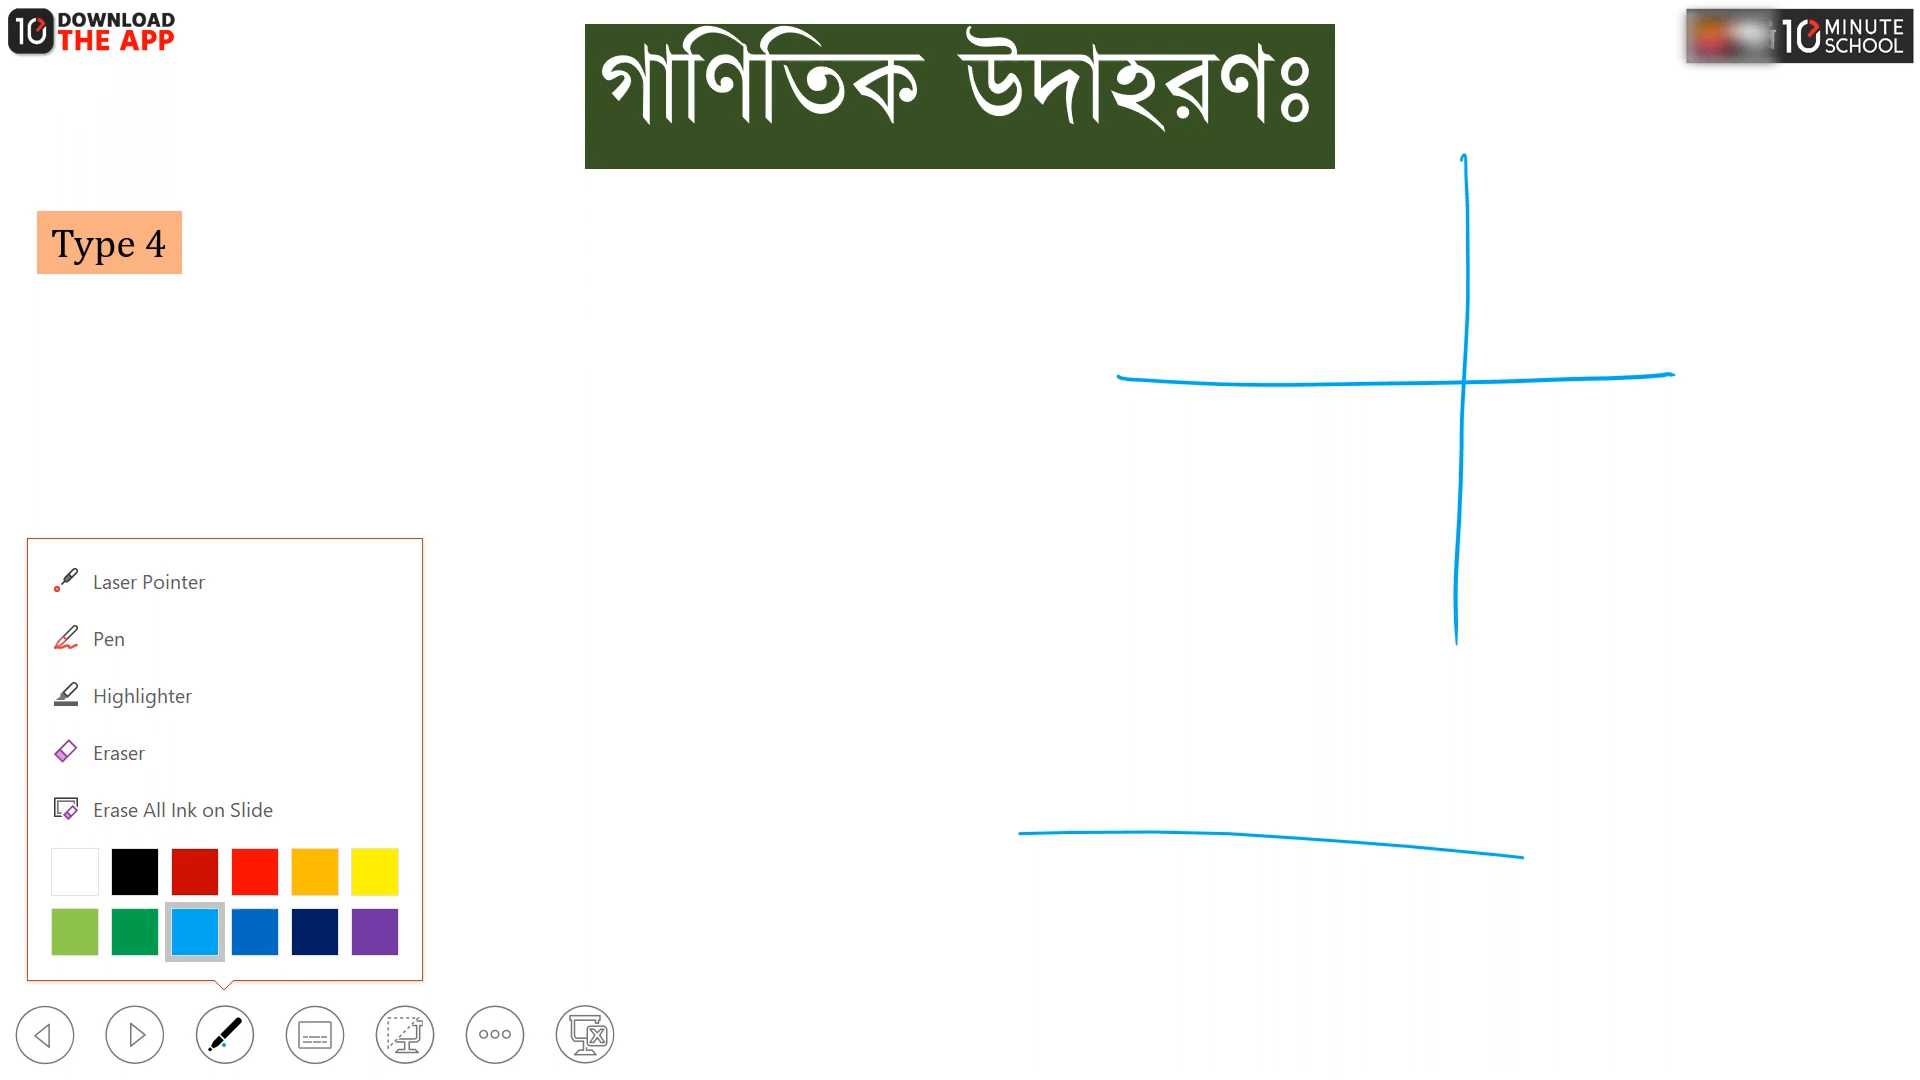 10 DOWNLOAD
THE APP
গাণিতিক উদাহরণঃ
10 MINUTE
SCHOOL
Type 4
Laser Pointer
Pen
Highlighter
Eraser
Erase All Ink on Slide